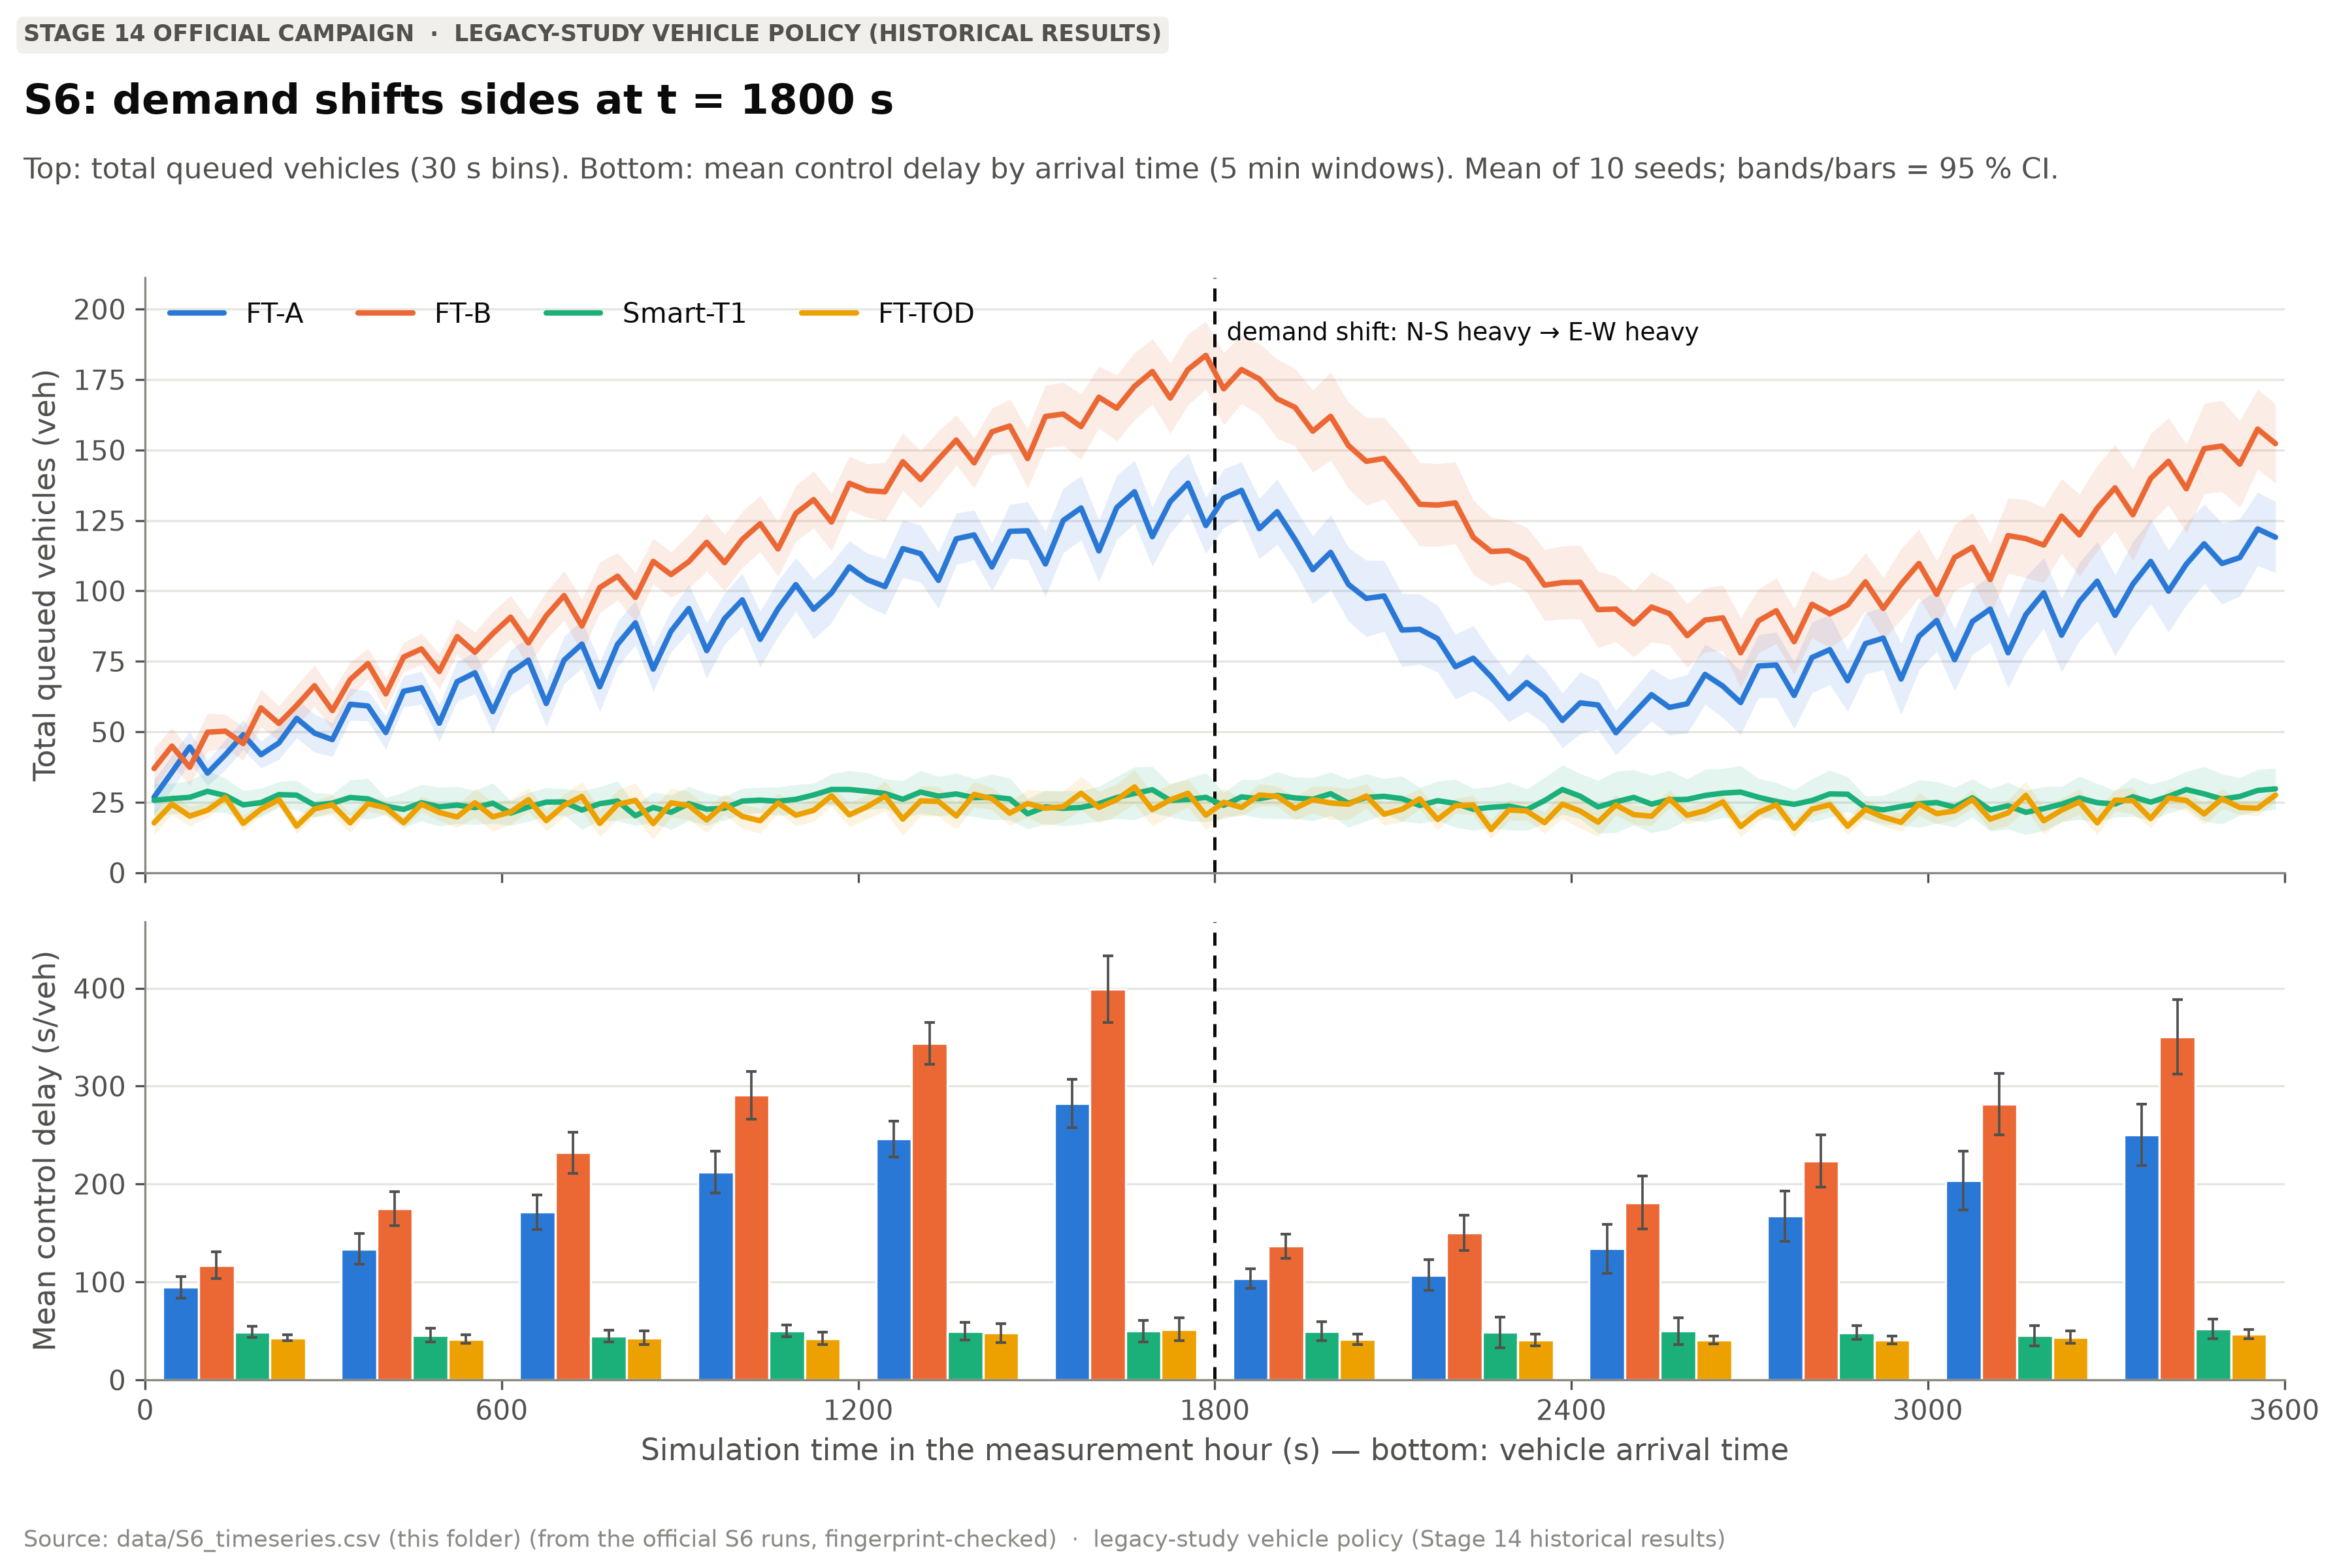 STAGE 14 OFFICIAL CAMPAIGN · LEGACY-STUDY VEHICLE POLICY (HISTORICAL RESULTS)
S6: demand shifts sides at t = 1800 s
Top: total queued vehicles (30 s bins). Bottom: mean control delay by arrival time (5 min windows). Mean of 10 seeds; bands/bars = 95 % CI.
FT-A FT-B Smart-T1 FT-TOD
demand shift: N-S heavy → E-W heavy
Total queued vehicles (veh)
200
175
150
125
100
75
50
25
0
Mean control delay (s/veh)
400
300
200
100
0
0 600 1200 1800 2400 3000 3600
Simulation time in the measurement hour (s) — bottom: vehicle arrival time
Source: data/S6_timeseries.csv (this folder) (from the official S6 runs, fingerprint-checked) · legacy-study vehicle policy (Stage 14 historical results)